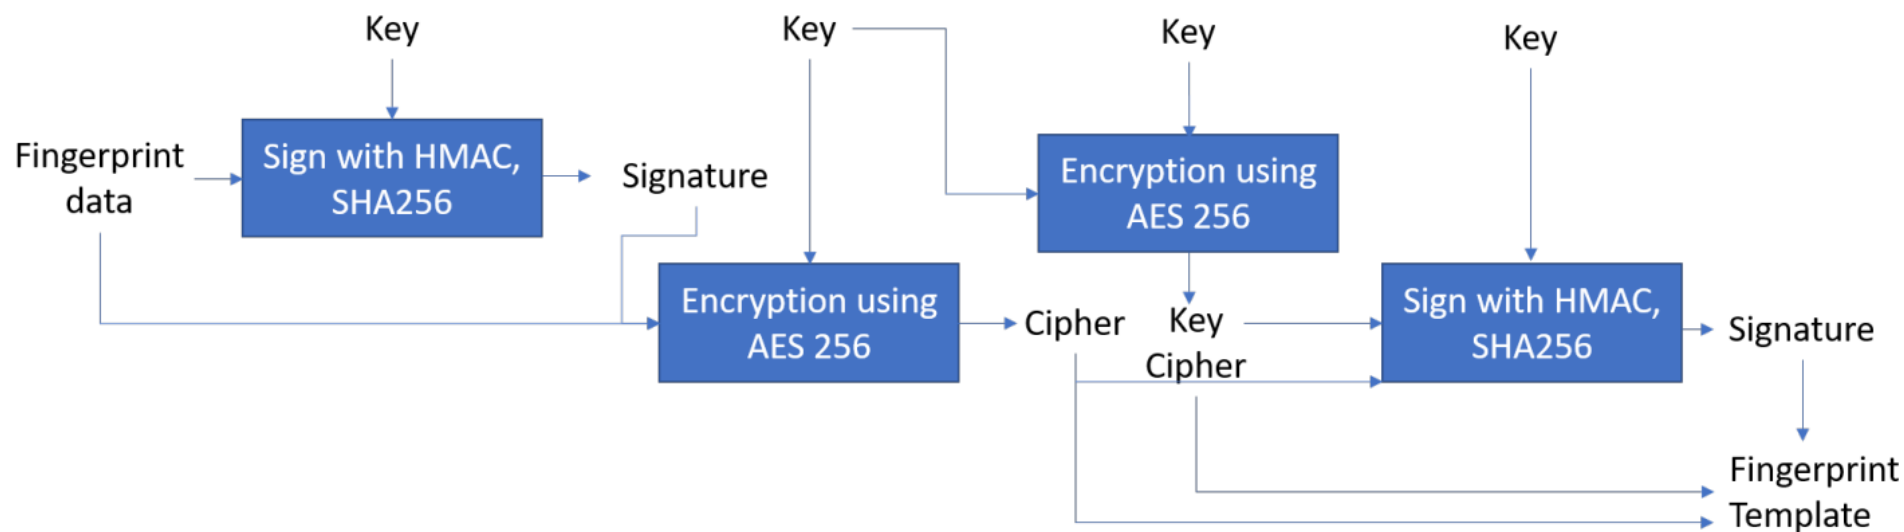 Key
Key
Key
Key
Fingerprint
data
Sign with HMAC,
SHA256
Signature
Encryption using
AES 256
Encryption using
AES 256
Cipher
Key
Cipher
Sign with HMAC,
SHA256
Signature
Fingerprint
Template